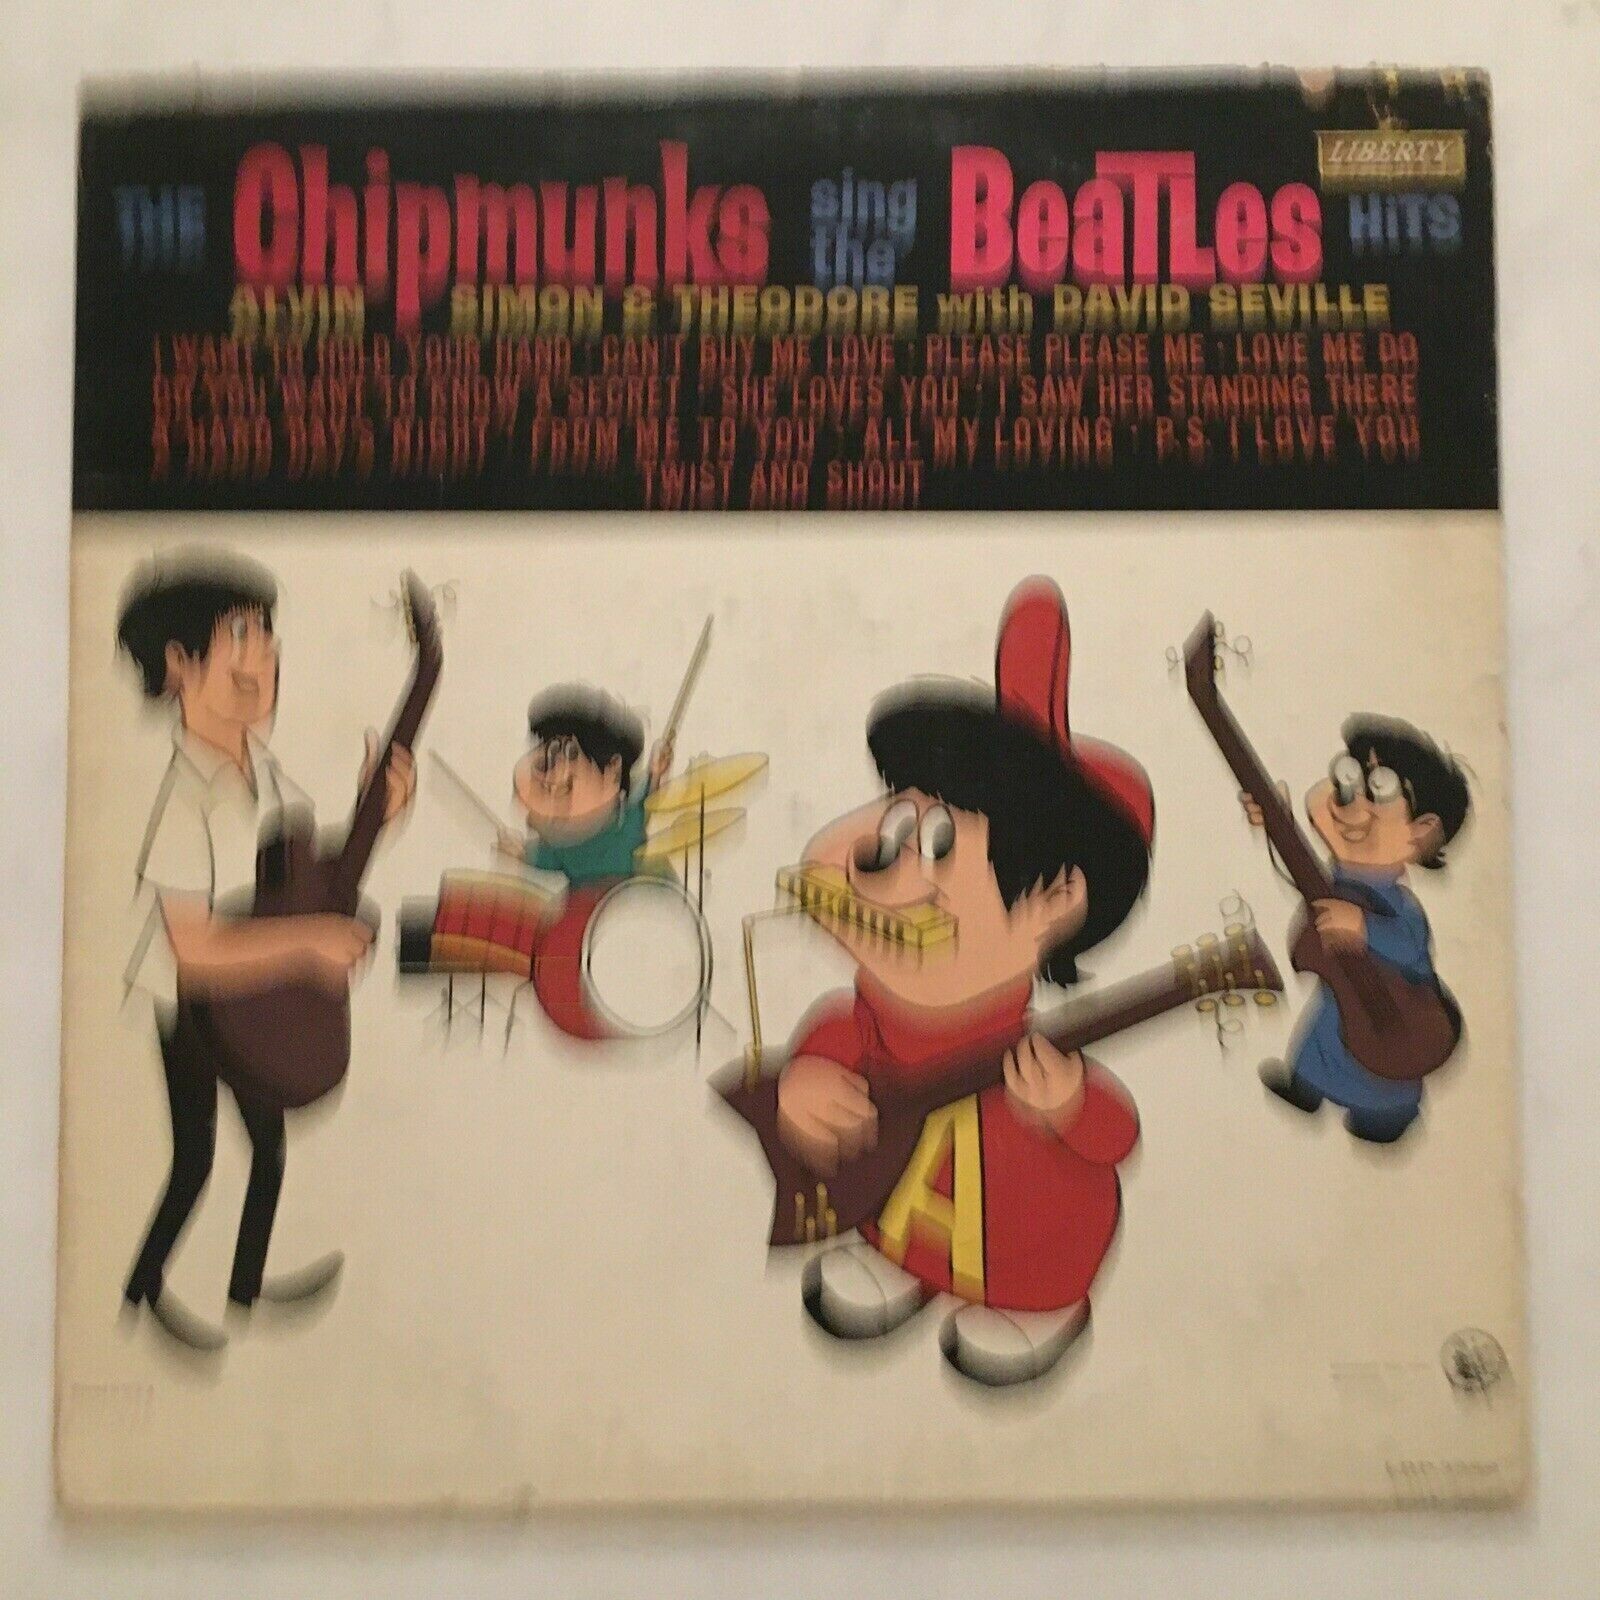 LIBERTY
THE Chipmunks sing the BeaTLes HiTS
ALVIN SIMON & THEODORE with DAVID SEVILLE
I WANT TO HOLD YOUR HAND · CAN'T BUY ME LOVE · PLEASE PLEASE ME · LOVE ME DO
DO YOU WANT TO KNOW A SECRET · SHE LOVES YOU · I SAW HER STANDING THERE
A HARD DAY'S NIGHT · FROM ME TO YOU · ALL MY LOVING · P.S. I LOVE YOU
TWIST AND SHOUT
A